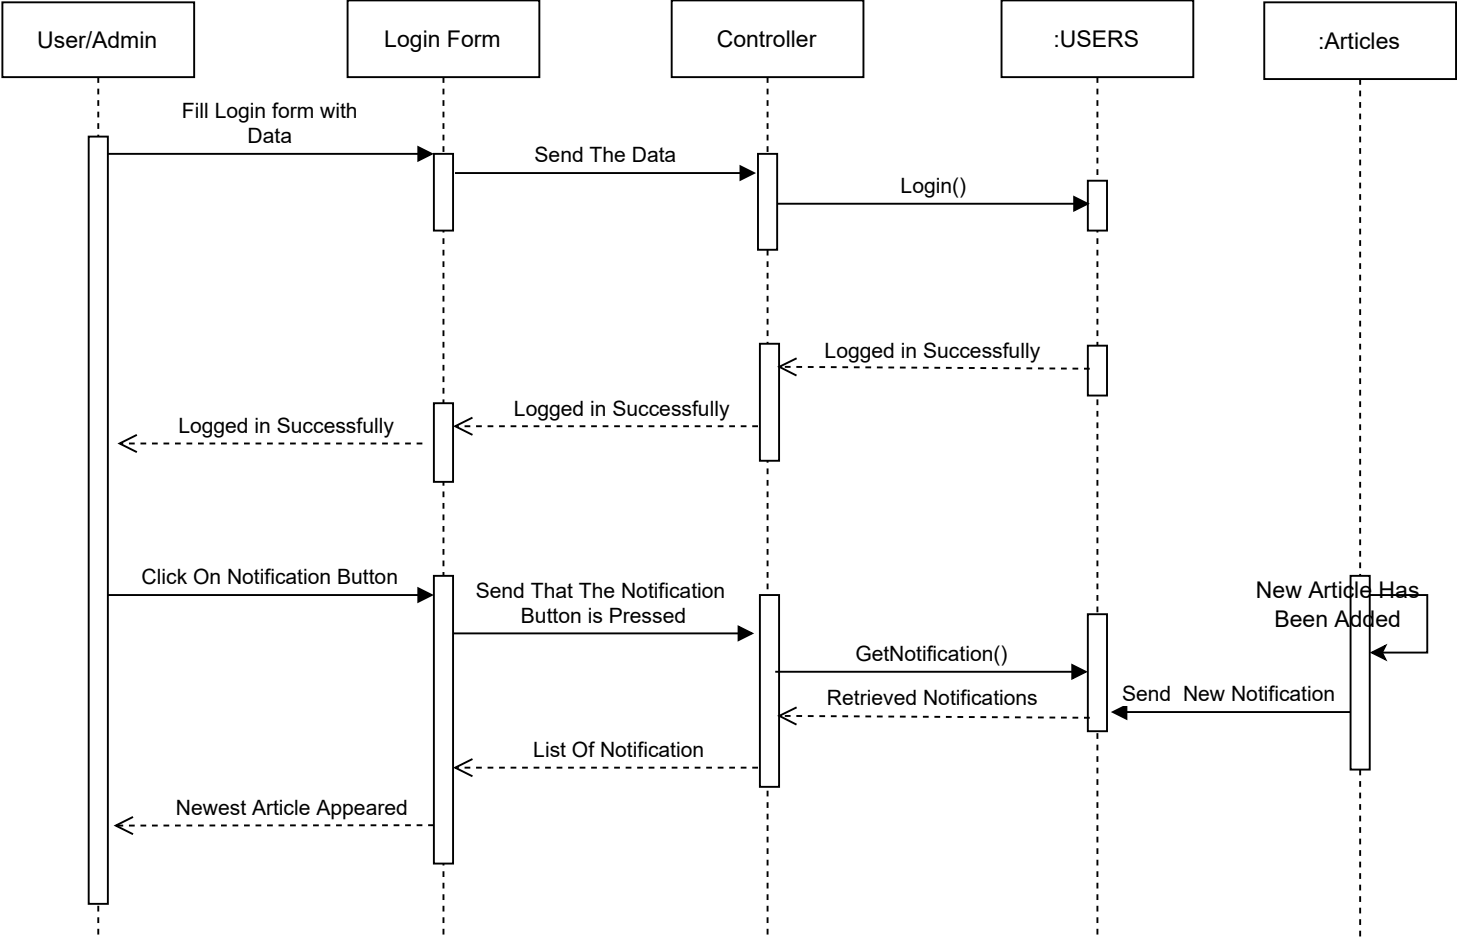 User/Admin
Login Form
Controller
:USERS
:Articles
Fill Login form with
Data
Send The Data
Login()
Logged in Successfully
Logged in Successfully
Logged in Successfully
Click On Notification Button
Send That The Notification
Button is Pressed
New Article Has
Been Added
GetNotification()
Send  New Notification
Retrieved Notifications
List Of Notification
Newest Article Appeared